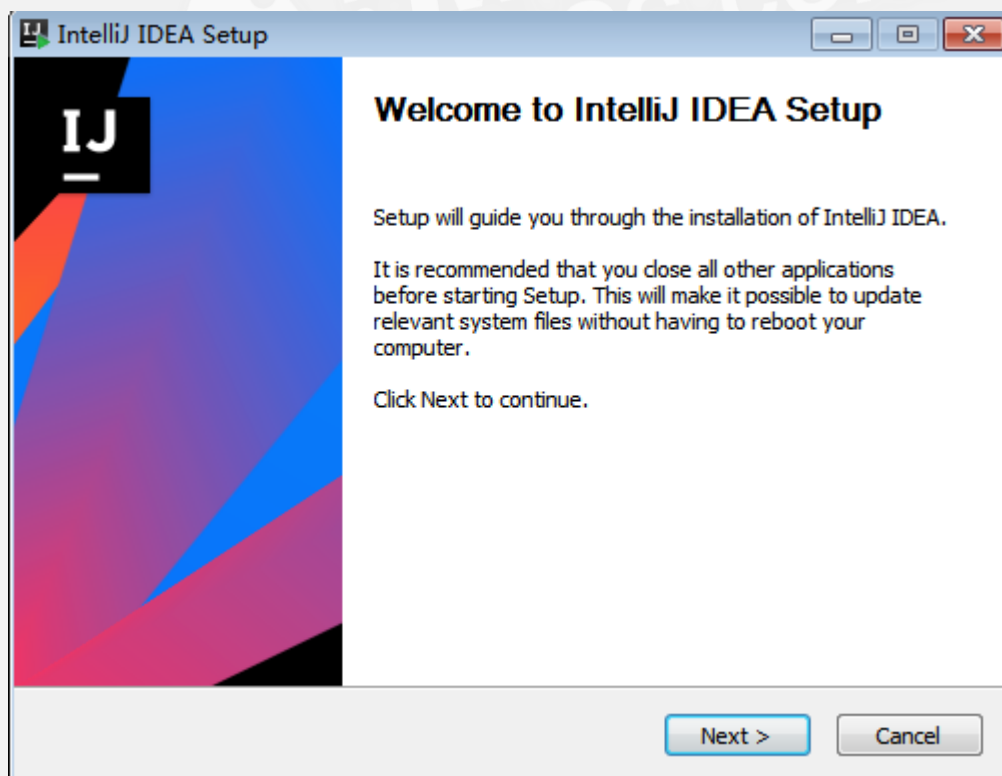 IntelliJ IDEA Setup
IJ
Welcome to IntelliJ IDEA Setup
Setup will guide you through the installation of IntelliJ IDEA.
It is recommended that you close all other applications
before starting Setup. This will make it possible to update
relevant system files without having to reboot your
computer.
Click Next to continue.
Next >
Cancel